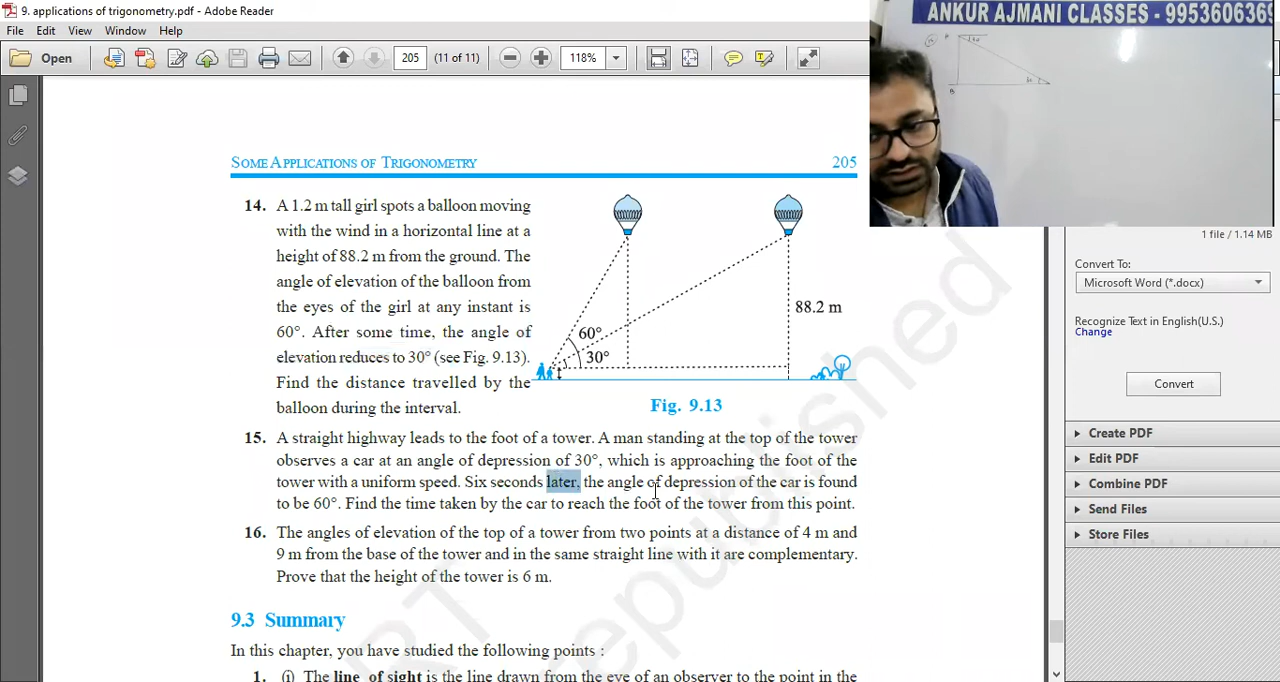 9. applications of trigonometry.pdf - Adobe Reader
File Edit View Window Help
Open
205
(11 of 11)
118%
ANKUR AJMANI CLASSES - 9953606369
SOME APPLICATIONS OF TRIGONOMETRY 205
14. A 1.2 m tall girl spots a balloon moving
with the wind in a horizontal line at a
height of 88.2 m from the ground. The
angle of elevation of the balloon from
the eyes of the girl at any instant is
60°. After some time, the angle of
elevation reduces to 30° (see Fig. 9.13).
Find the distance travelled by the
balloon during the interval.
60°
30°
88.2 m
Fig. 9.13
15. A straight highway leads to the foot of a tower. A man standing at the top of the tower
observes a car at an angle of depression of 30°, which is approaching the foot of the
tower with a uniform speed. Six seconds later, the angle of depression of the car is found
to be 60°. Find the time taken by the car to reach the foot of the tower from this point.
16. The angles of elevation of the top of a tower from two points at a distance of 4 m and
9 m from the base of the tower and in the same straight line with it are complementary.
Prove that the height of the tower is 6 m.
9.3 Summary
In this chapter, you have studied the following points :
1. (i) The line of sight is the line drawn from the eye of an observer to the point in the
republished
1 file / 1.14 MB
Convert To:
Microsoft Word (*.docx)
Recognize Text in English(U.S.)
Change
Convert
Create PDF
Edit PDF
Combine PDF
Send Files
Store Files